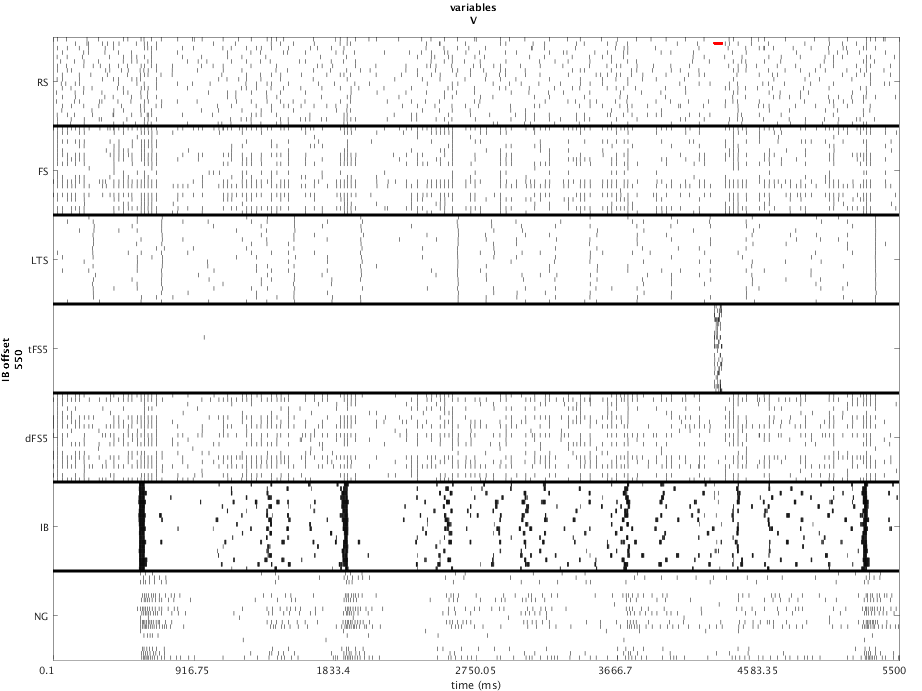 variables
V
RS
FS
LTS
tFS5
dFS5
IB
NG
IB offset
550
0.1 916.75 1833.4 2750.05 3666.7 4583.35 5500
time (ms)